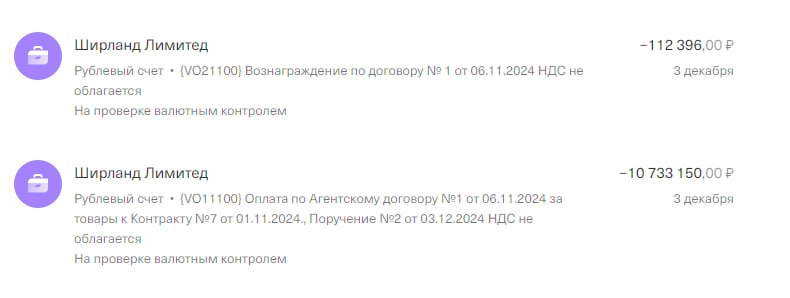 Ширланд Лимитед
−112 396,00 ₽
Рублевый счет • {VO21100} Вознаграждение по договору № 1 от 06.11.2024 НДС не
3 декабря
облагается
На проверке валютным контролем
Ширланд Лимитед
−10 733 150,00 ₽
Рублевый счет • {VO11100} Оплата по Агентскому договору №1 от 06.11.2024 за
3 декабря
товары к Контракту №7 от 01.11.2024., Поручение №2 от 03.12.2024 НДС не
облагается
На проверке валютным контролем